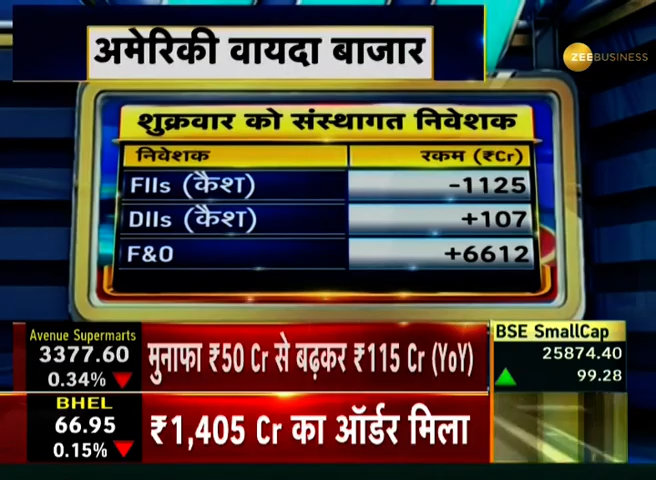 अमेरिकी वायदा बाजार
ZEEBUSINESS
शुक्रवार को संस्थागत निवेशक
निवेशक रकम (₹Cr)
FIIs (कैश) -1125
DIIs (कैश) +107
F&O +6612
Avenue Supermarts
3377.60
0.34% ▼
मुनाफा ₹50 Cr से बढ़कर ₹115 Cr (YoY)
BSE SmallCap
25874.40
▲ 99.28
BHEL
66.95
0.15% ▼
₹1,405 Cr का ऑर्डर मिला